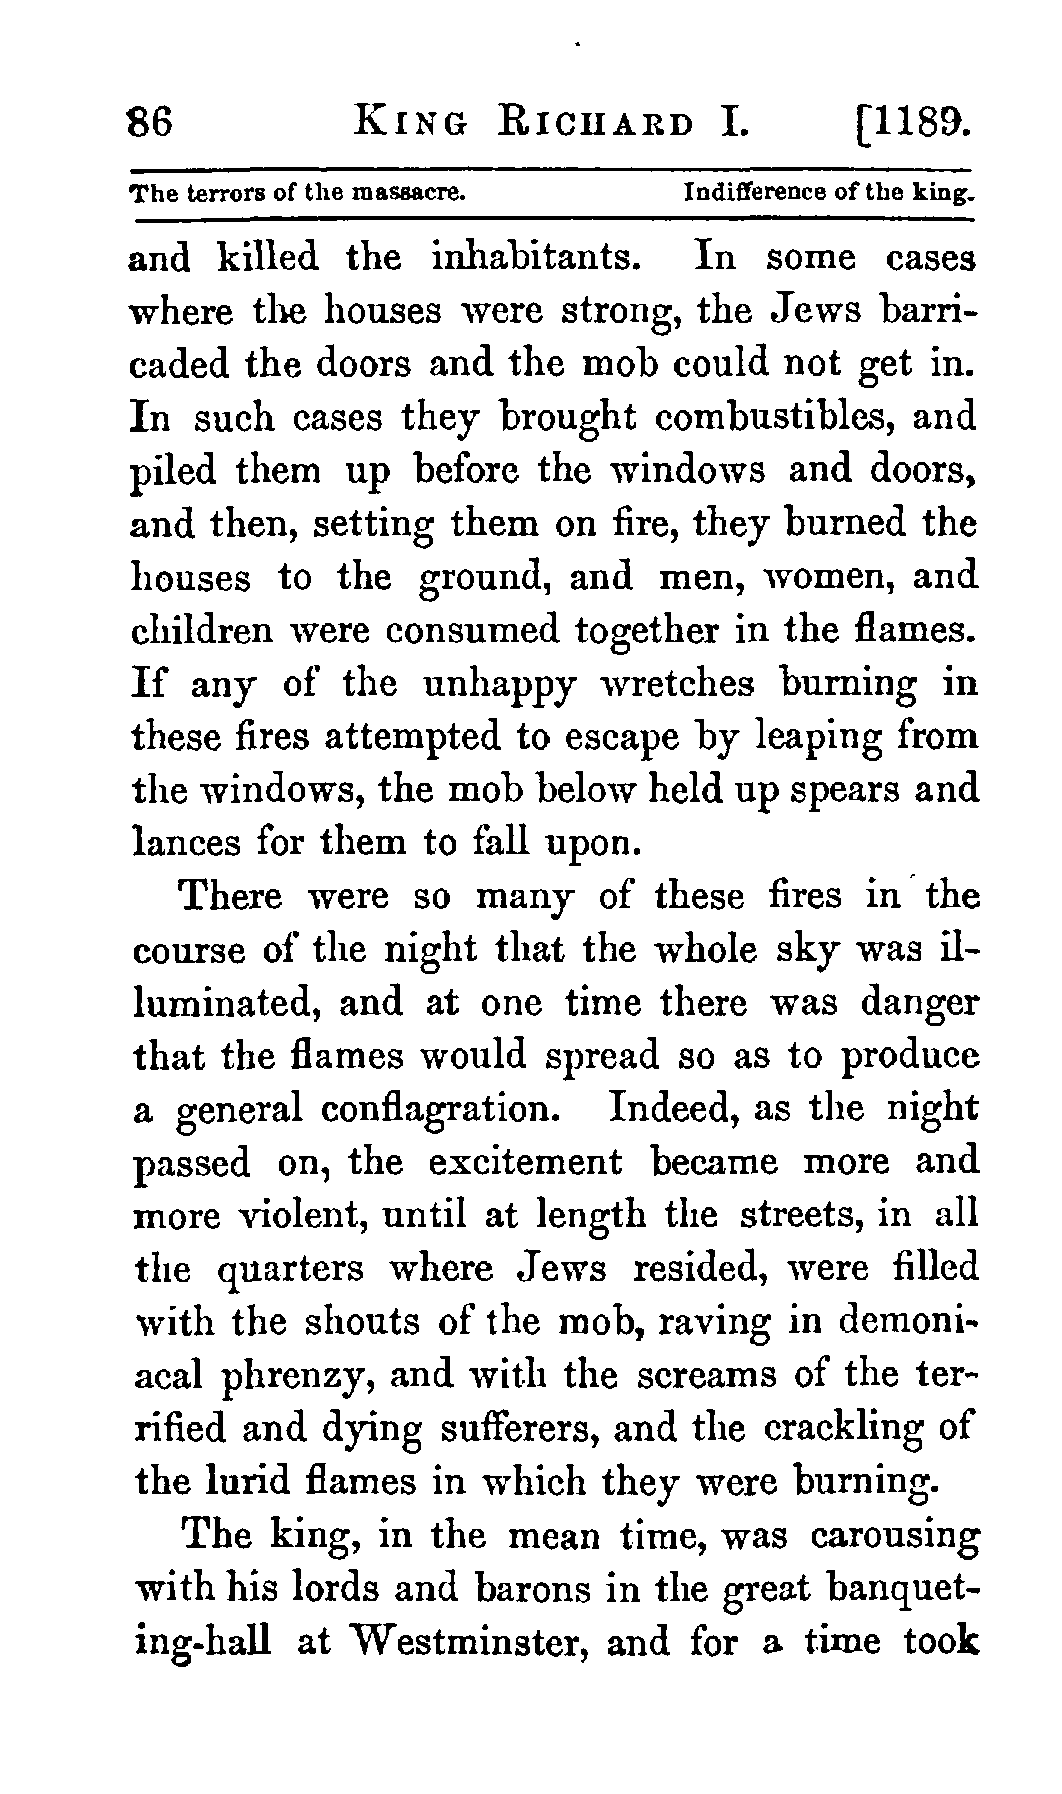 86 KING RICHARD I. [1189.
The terrors of the massacre. Indifference of the king.
and killed the inhabitants. In some cases
where the houses were strong, the Jews barri-
caded the doors and the mob could not get in.
In such cases they brought combustibles, and
piled them up before the windows and doors,
and then, setting them on fire, they burned the
houses to the ground, and men, women, and
children were consumed together in the flames.
If any of the unhappy wretches burning in
these fires attempted to escape by leaping from
the windows, the mob below held up spears and
lances for them to fall upon.
There were so many of these fires in the
course of the night that the whole sky was il-
luminated, and at one time there was danger
that the flames would spread so as to produce
a general conflagration. Indeed, as the night
passed on, the excitement became more and
more violent, until at length the streets, in all
the quarters where Jews resided, were filled
with the shouts of the mob, raving in demoni-
acal phrenzy, and with the screams of the ter-
rified and dying sufferers, and the crackling of
the lurid flames in which they were burning.
The king, in the mean time, was carousing
with his lords and barons in the great banquet-
ing-hall at Westminster, and for a time took